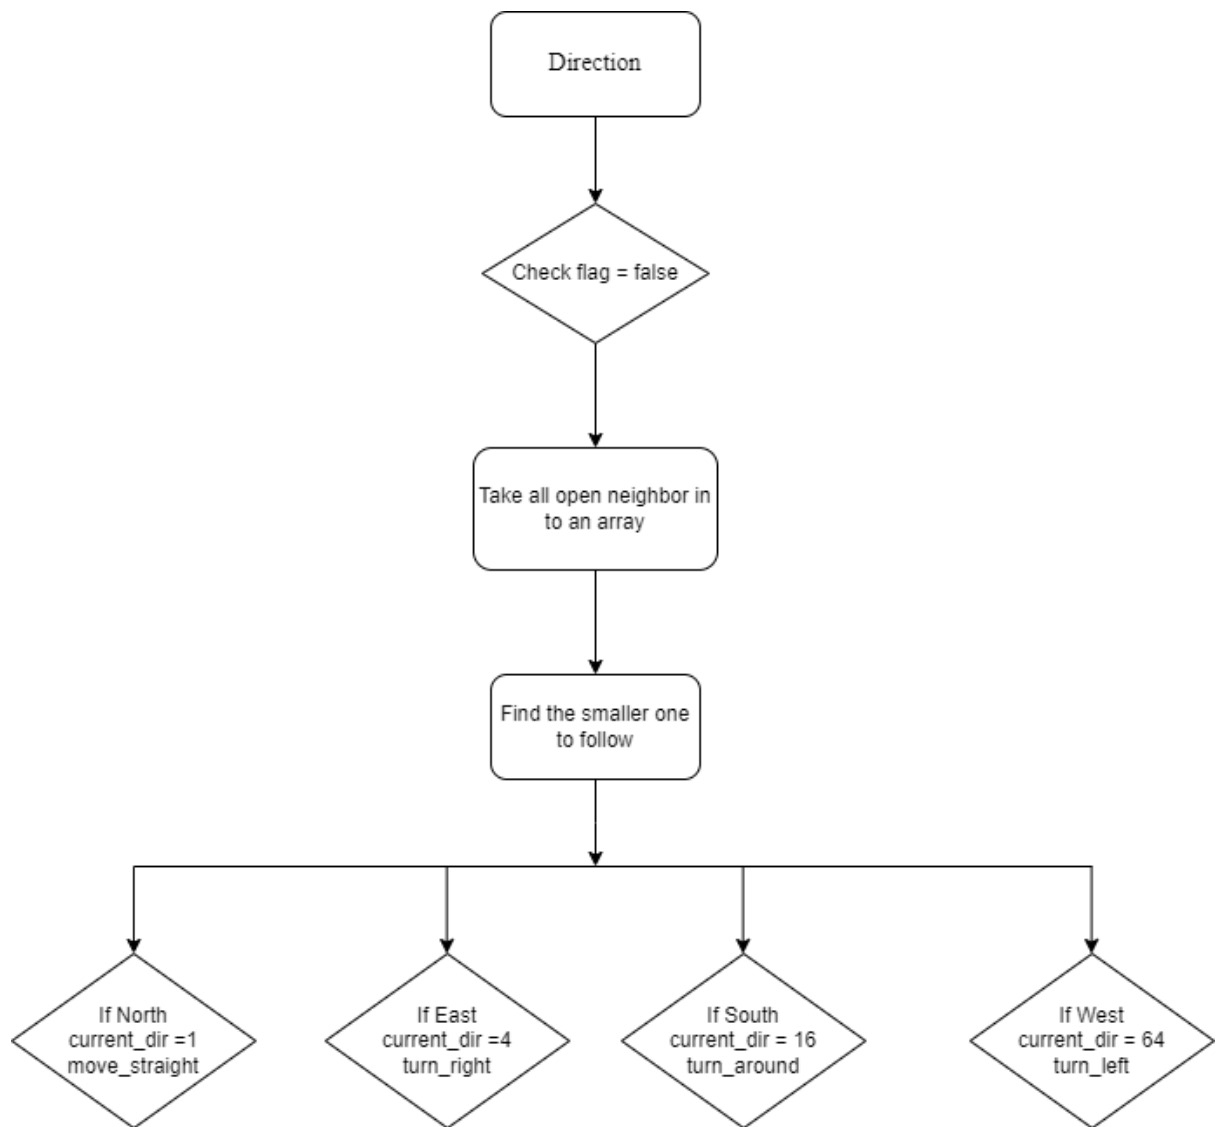 Direction
Check flag = false
Take all open neighbor in
to an array
Find the smaller one
to follow
If North
current_dir =1
move_straight
If East
current_dir =4
turn_right
If South
current_dir = 16
turn_around
If West
current_dir = 64
turn_left